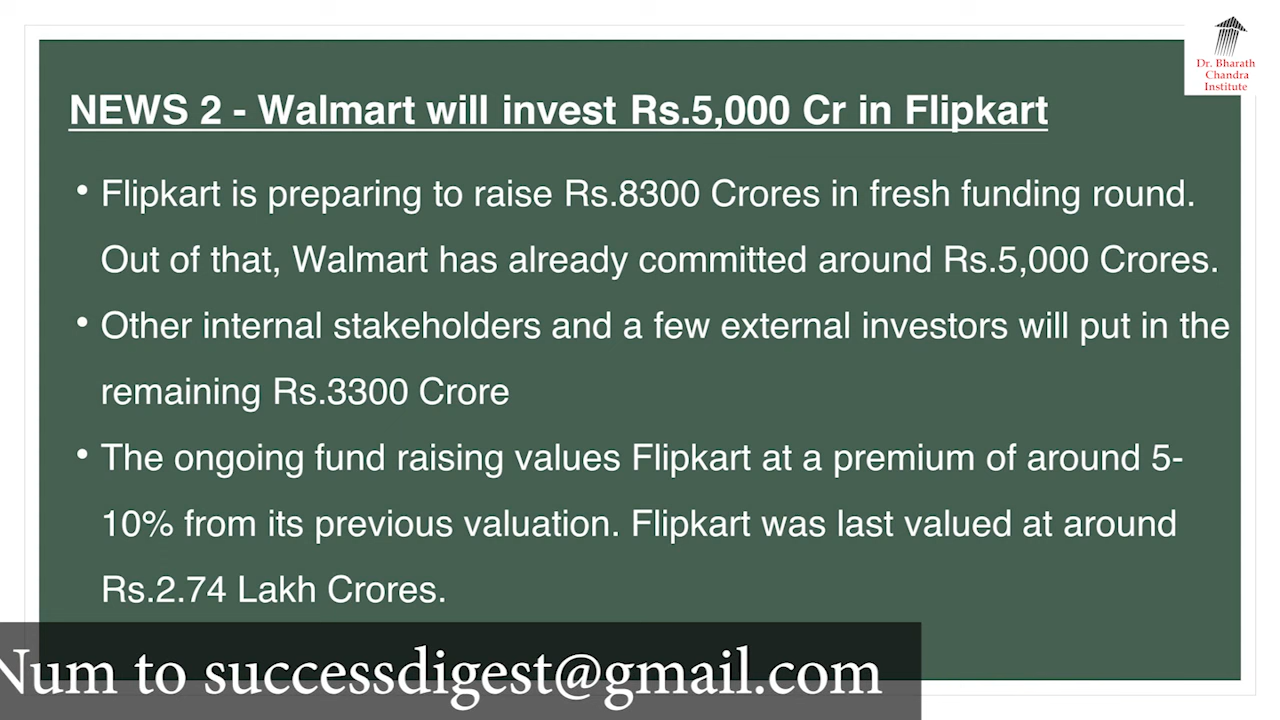 Dr. Bharath
Chandra
Institute
NEWS 2 - Walmart will invest Rs.5,000 Cr in Flipkart
• Flipkart is preparing to raise Rs.8300 Crores in fresh funding round.
Out of that, Walmart has already committed around Rs.5,000 Crores.
• Other internal stakeholders and a few external investors will put in the
remaining Rs.3300 Crore
• The ongoing fund raising values Flipkart at a premium of around 5-
10% from its previous valuation. Flipkart was last valued at around
Rs.2.74 Lakh Crores.
Num to successdigest@gmail.com